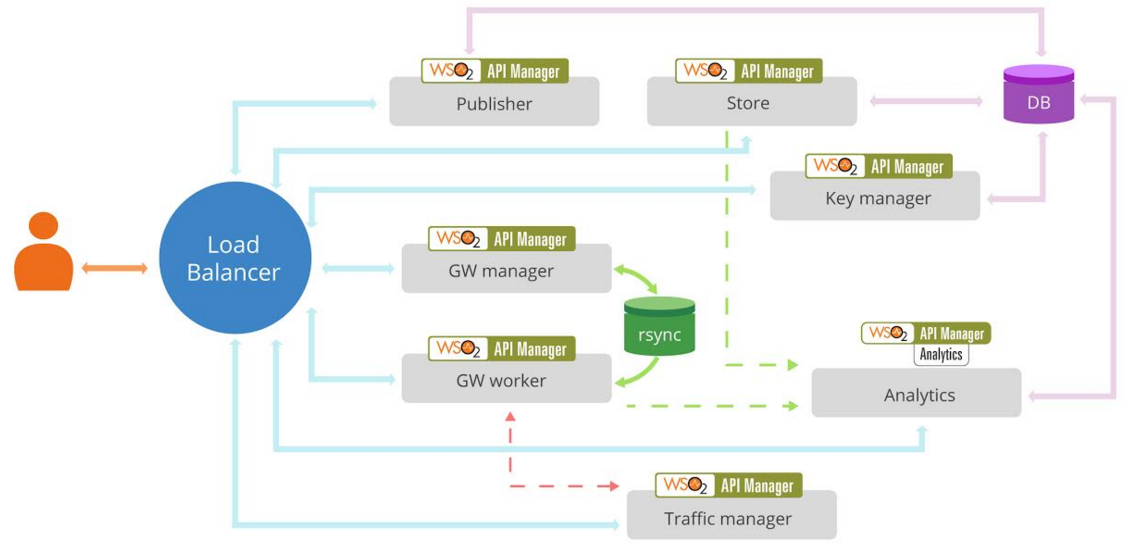 WSO2 API Manager
Publisher
WSO2 API Manager
Store
DB
WSO2 API Manager
Key manager
Load
Balancer
WSO2 API Manager
GW manager
rsync
WSO2 API Manager
GW worker
WSO2 API Manager
Analytics
Analytics
WSO2 API Manager
Traffic manager